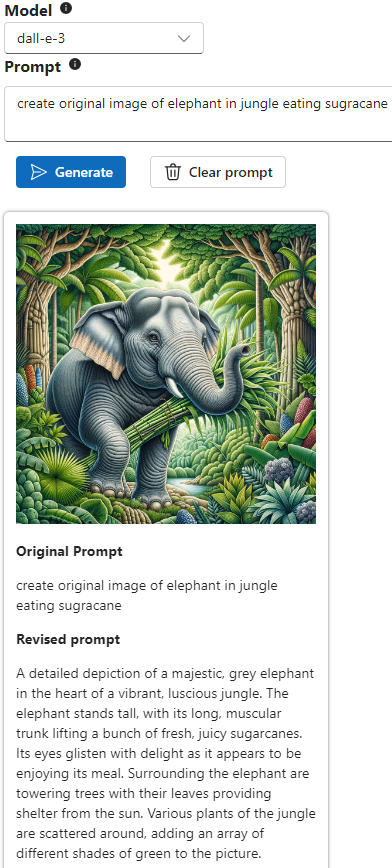 Model
dall-e-3
Prompt
create original image of elephant in jungle eating sugracane
Generate
Clear prompt
Original Prompt
create original image of elephant in jungle
eating sugracane
Revised prompt
A detailed depiction of a majestic, grey elephant
in the heart of a vibrant, luscious jungle. The
elephant stands tall, with its long, muscular
trunk lifting a bunch of fresh, juicy sugarcanes.
Its eyes glisten with delight as it appears to be
enjoying its meal. Surrounding the elephant are
towering trees with their leaves providing
shelter from the sun. Various plants of the jungle
are scattered around, adding an array of
different shades of green to the picture.